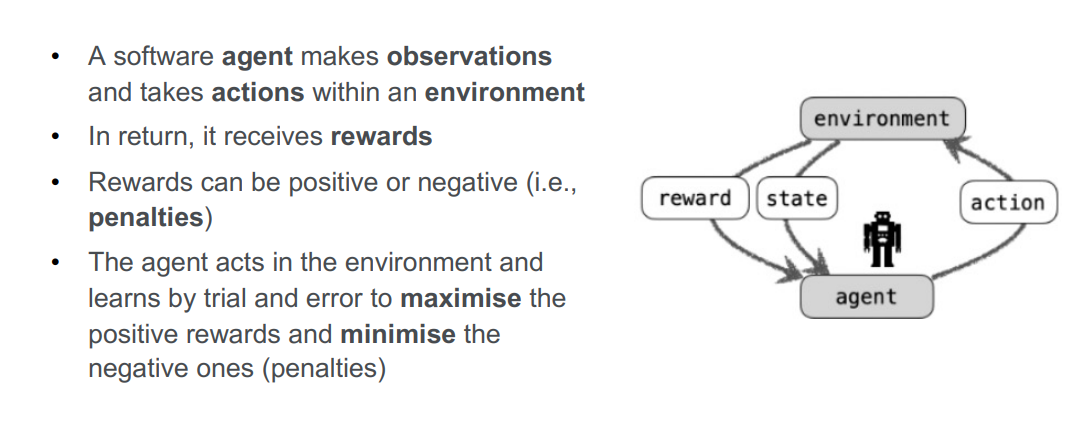 • A software agent makes observations
and takes actions within an environment
• In return, it receives rewards
• Rewards can be positive or negative (i.e.,
penalties)
• The agent acts in the environment and
learns by trial and error to maximise the
positive rewards and minimise the
negative ones (penalties)
environment
reward
state
action
agent